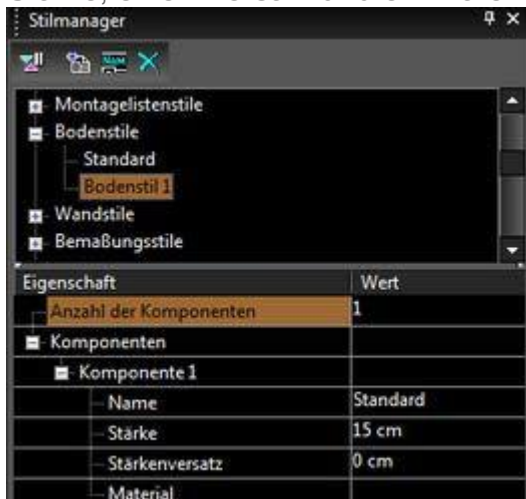 Stilmanager
Montagelistenstile
Bodenstile
Standard
Bodenstil 1
Wandstile
Bemaßungsstile
Eigenschaft Wert
Anzahl der Komponenten 1
Komponenten
Komponente 1
Name Standard
Stärke 15 cm
Stärkenversatz 0 cm
Material